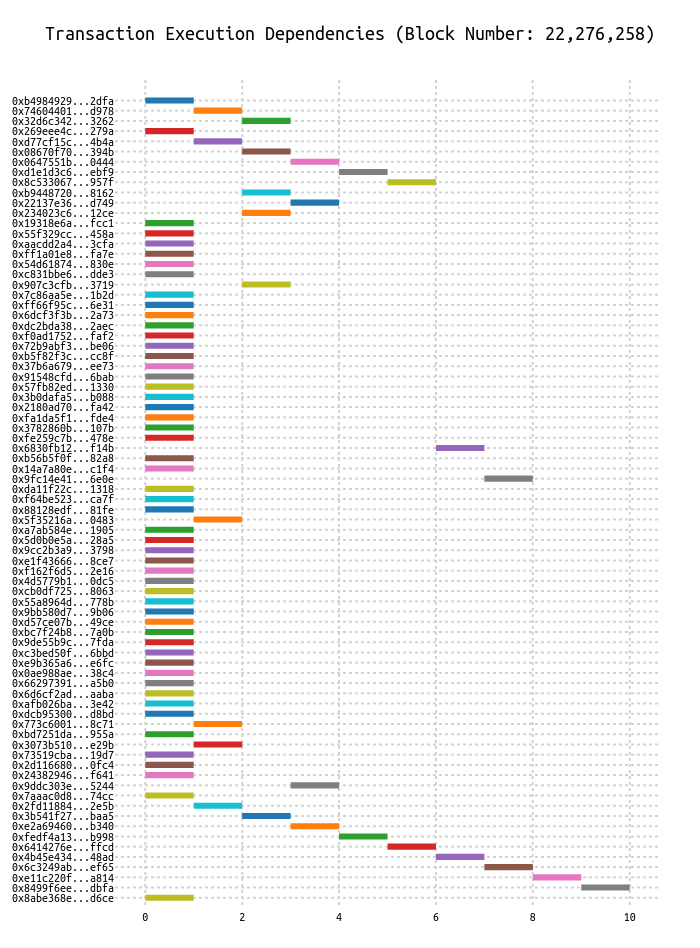 Transaction Execution Dependencies (Block Number: 22,276,258)
0xb4984929...2dfa
0x74604401...d978
0x32d6c342...3262
0x269eee4c...279a
0xd77cf15c...4b4a
0x08670f70...394b
0x0647551b...0444
0xd1e1d3c6...ebf9
0x8c533067...957f
0xb9448720...8162
0x22137e36...d749
0x234023c6...12ce
0x19318e6a...fcc1
0x55f329cc...458a
0xaacdd2a4...3cfa
0xff1a01e8...fa7e
0x54d61874...830e
0xc831bbe6...dde3
0x907c3cfb...3719
0x7c86aa5e...1b2d
0xff66f95c...6e31
0x6dcf3f3b...2a73
0xdc2bda38...2aec
0xf0ad1752...faf2
0x72b9abf3...be06
0xb5f82f3c...cc8f
0x37b6a679...ee73
0x91548cfd...6bab
0x57fb82ed...1330
0x3b0dafa5...b088
0x2180ad70...fa42
0xfa1da5f1...fde4
0x3782860b...107b
0xfe259c7b...478e
0x6830fb12...f14b
0xb56b5f0f...82a8
0x14a7a80e...c1f4
0x9fc14e41...6e0e
0xda11f22c...1318
0xf64be523...ca7f
0x88128edf...81fe
0x5f35216a...0483
0xa7ab584e...1905
0x5d0b0e5a...28a5
0x9cc2b3a9...3798
0xe1f43666...8ce7
0xf162f6d5...2e16
0x4d5779b1...0dc5
0xcb0df725...8063
0x55a8964d...778b
0x9bb580d7...9b06
0xd57ce07b...49ce
0xbc7f24b8...7a0b
0x9de55b9c...7fda
0xc3bed50f...6bbd
0xe9b365a6...e6fc
0x0ae988ae...38c4
0x66297391...a5b0
0x6d6cf2ad...aaba
0xafb026ba...3e42
0xdcb95300...d8bd
0x773c6001...8c71
0xbd7251da...955a
0x3073b510...e29b
0x73519cba...19d7
0x2d116680...0fc4
0x24382946...f641
0x9ddc303e...5244
0x7aaac0d8...74cc
0x2fd11884...2e5b
0x3b541f27...baa5
0xe2a69460...b340
0xfedf4a13...b998
0x6414276e...ffcd
0x4b45e434...48ad
0x6c3249ab...ef65
0xe11c220f...a814
0x8499f6ee...dbfa
0x8abe368e...d6ce
0 2 4 6 8 10